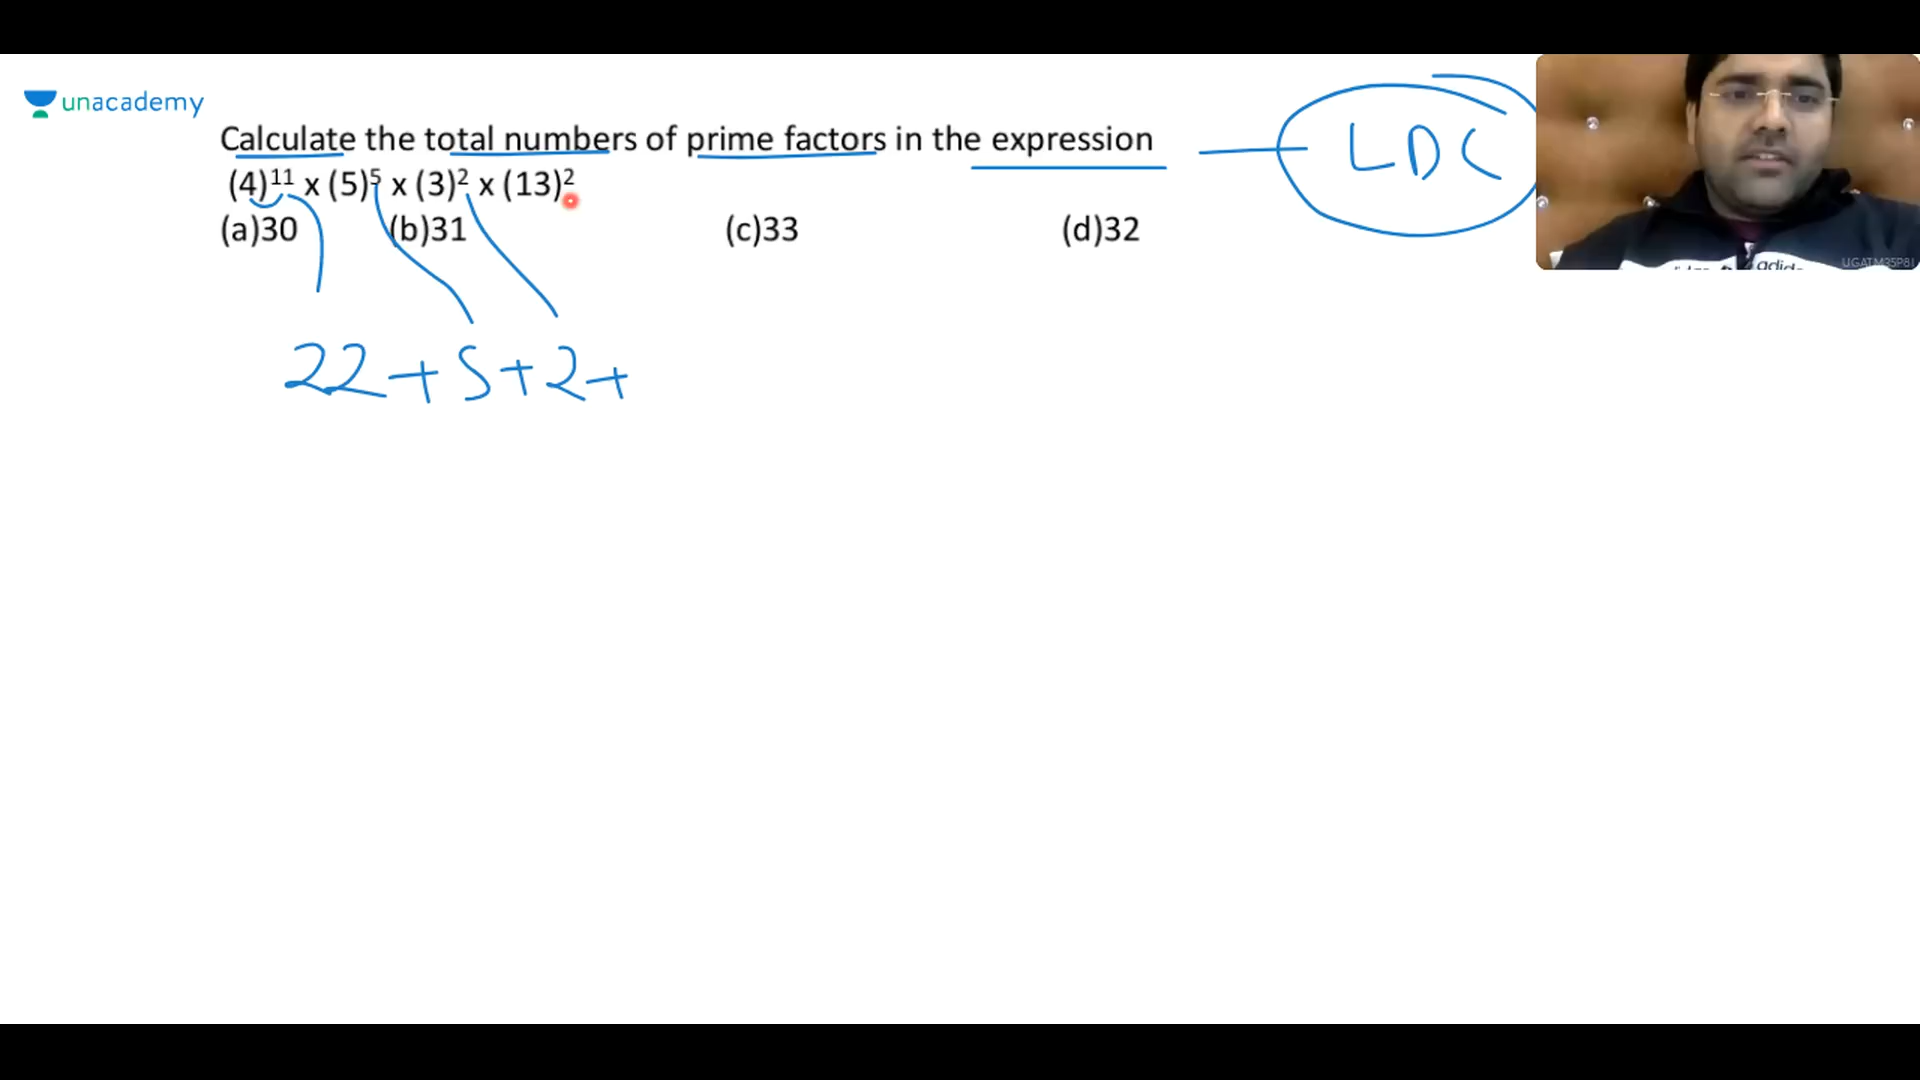 unacademy
Calculate the total numbers of prime factors in the expression
LDC
(4)¹¹ x (5)⁵ x (3)² x (13)²
(a)30 (b)31 (c)33 (d)32
UGATM35P8I
22+5+2+